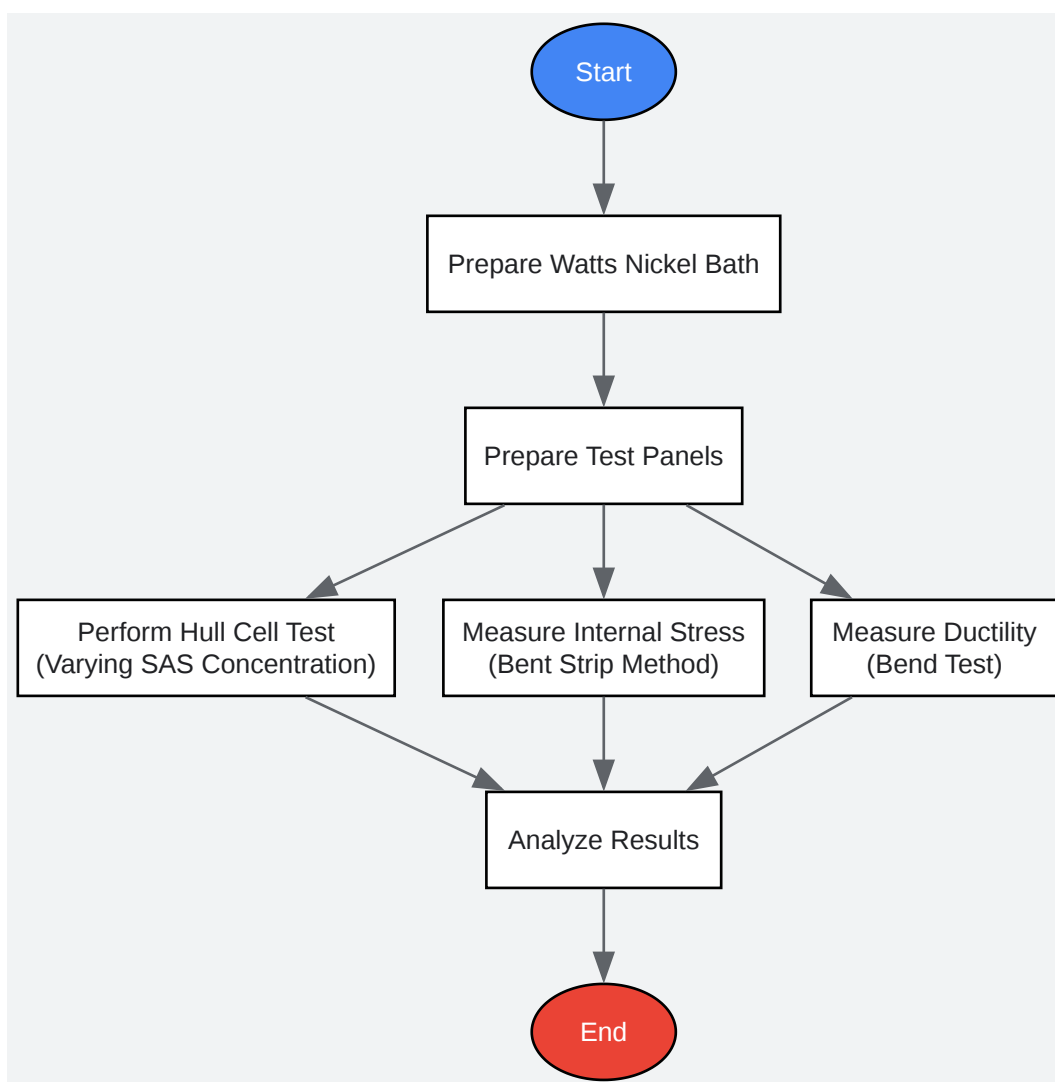 Start
Prepare Watts Nickel Bath
Prepare Test Panels
Perform Hull Cell Test
(Varying SAS Concentration)
Measure Internal Stress
(Bent Strip Method)
Measure Ductility
(Bend Test)
Analyze Results
End